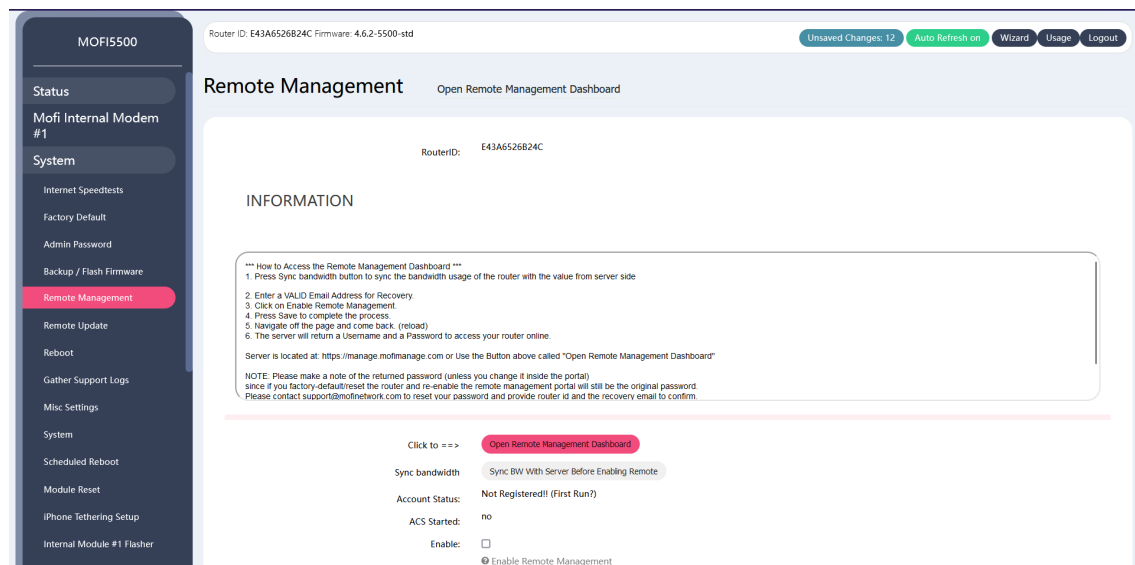 MOFI5500
Router ID: E43A6526B24C Firmware: 4.6.2-5500-std
Unsaved Changes: 12
Auto Refresh on
Wizard
Usage
Logout
Status
Mofi Internal Modem
#1
System
Internet Speedtests
Factory Default
Admin Password
Backup / Flash Firmware
Remote Management
Remote Update
Reboot
Gather Support Logs
Misc Settings
System
Scheduled Reboot
Module Reset
iPhone Tethering Setup
Internal Module #1 Flasher
Remote Management
Open Remote Management Dashboard
RouterID: E43A6526B24C
INFORMATION
*** How to Access the Remote Management Dashboard ***
1. Press Sync bandwidth button to sync the bandwidth usage of the router with the value from server side
2. Enter a VALID Email Address for Recovery.
3. Click on Enable Remote Management.
4. Press Save to complete the process.
5. Navigate off the page and come back. (reload)
6. The server will return a Username and a Password to access your router online.
Server is located at: https://manage.mofimanage.com or Use the Button above called "Open Remote Management Dashboard"
NOTE: Please make a note of the returned password (unless you change it inside the portal)
since if you factory-default/reset the router and re-enable the remote management portal will still be the original password.
Please contact support@mofinetwork.com to reset your password and provide router id and the recovery email to confirm.
Click to ==> Open Remote Management Dashboard
Sync bandwidth Sync BW With Server Before Enabling Remote
Account Status: Not Registered!! (First Run?)
ACS Started: no
Enable:
Enable Remote Management